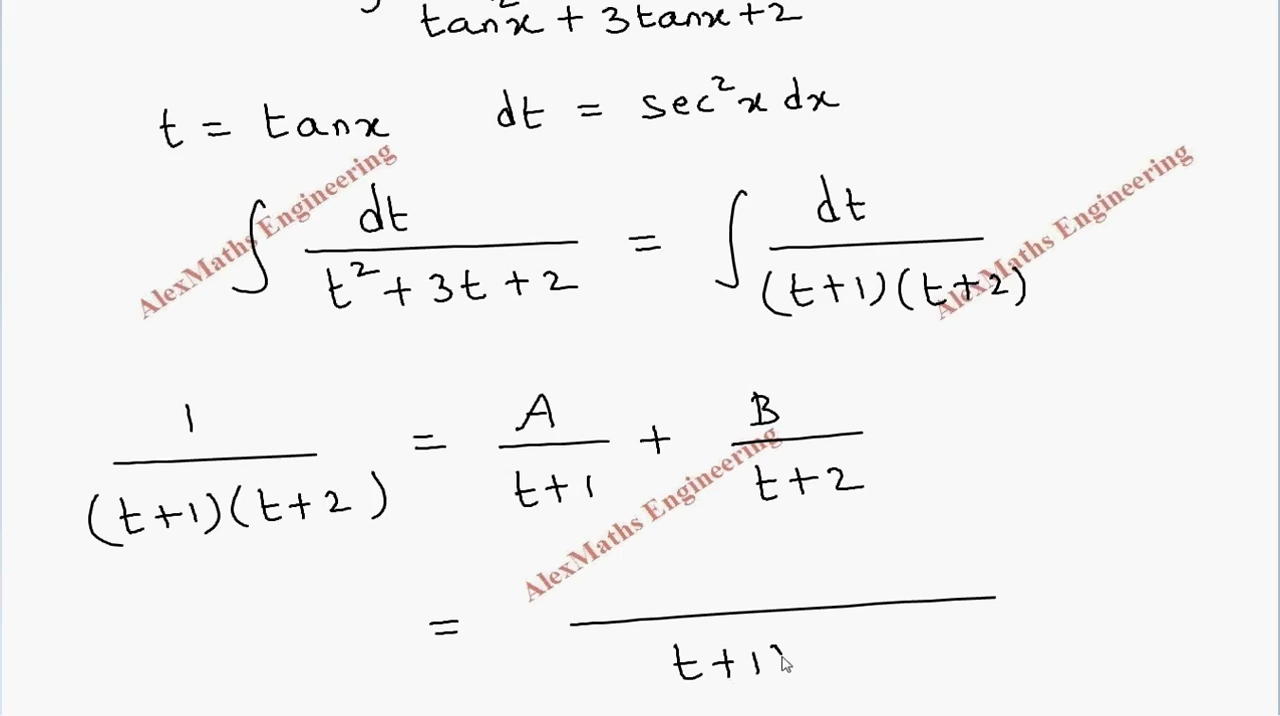 tan²x + 3tanx + 2
t = tanx dt = sec²x dx
∫ dt / (t² + 3t + 2) = ∫ dt / (t+1)(t+2)
1 / (t+1)(t+2) = A / (t+1) + B / (t+2)
= t+1)
AlexMaths Engineering
AlexMaths Engineering
AlexMaths Engineering